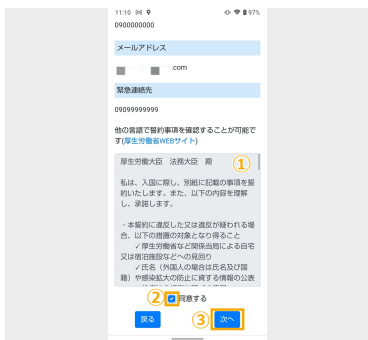 11:10
97%
0900000000
メールアドレス
.com
緊急連絡先
09099999999
他の言語で誓約事項を確認することが可能で
す(厚生労働省WEBサイト)
厚生労働大臣 法務大臣 殿 ①
私は、入国に際し、別紙に記載の事項を誓
約いたします。また、以下の内容を理解
し、承諾します。
・本誓約に違反した又は違反が疑われる場
合、以下の措置の対象となり得ること
✓厚生労働省など関係当局による自宅
又は宿泊施設などへの見回り
✓氏名（外国人の場合は氏名及び国
籍）や感染拡大の防止に資する情報の公表
② 同意する
戻る ③ 次へ